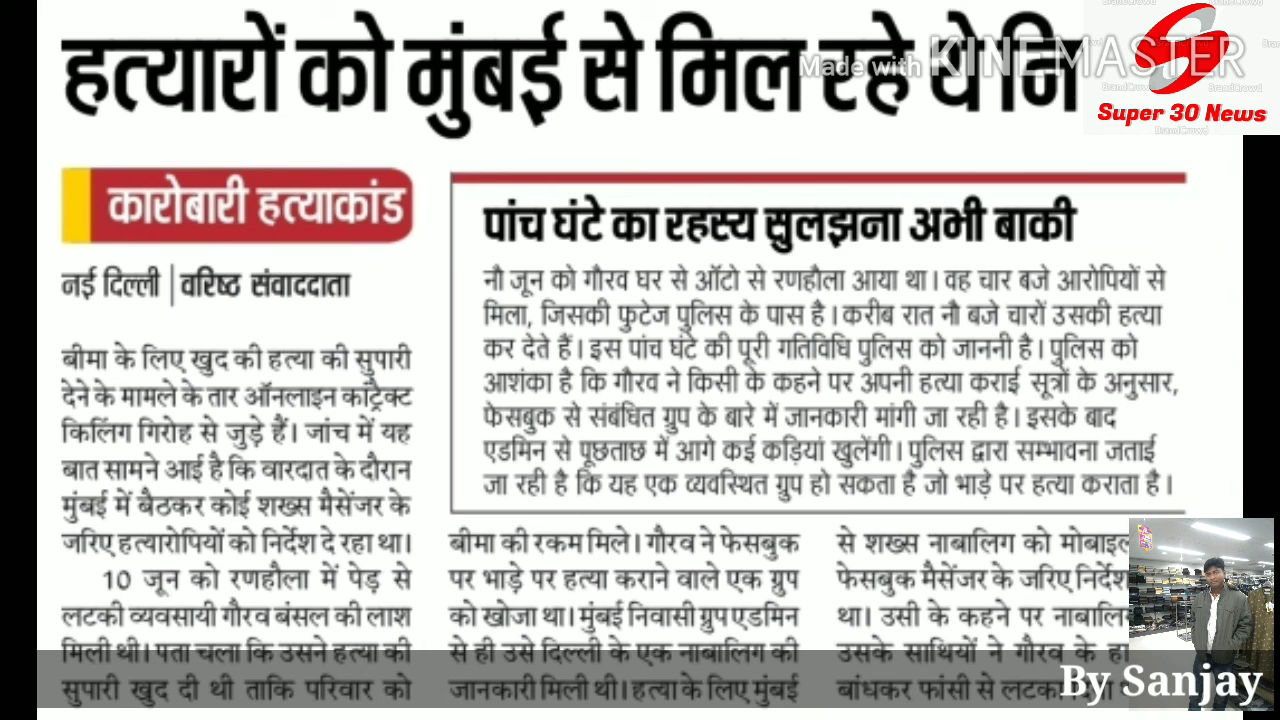 हत्यारों को मुंबई से मिल रहे थे नि
Made with KINEMASTER
Super 30 News
कारोबारी हत्याकांड
नई दिल्ली | वरिष्ठ संवाददाता
बीमा के लिए खुद की हत्या की सुपारी
देने के मामले के तार ऑनलाइन कांट्रैक्ट
किलिंग गिरोह से जुड़े हैं। जांच में यह
बात सामने आई है कि वारदात के दौरान
मुंबई में बैठकर कोई शख्स मैसेंजर के
जरिए हत्यारोपियों को निर्देश दे रहा था।
10 जून को रणहौला में पेड़ से
लटकी व्यवसायी गौरव बंसल की लाश
मिली थी। पता चला कि उसने हत्या की
सुपारी खुद दी थी ताकि परिवार को
पांच घंटे का रहस्य सुलझना अभी बाकी
नौ जून को गौरव घर से ऑटो से रणहौला आया था। वह चार बजे आरोपियों से
मिला, जिसकी फुटेज पुलिस के पास है। करीब रात नौ बजे चारों उसकी हत्या
कर देते हैं। इस पांच घंटे की पूरी गतिविधि पुलिस को जाननी है। पुलिस को
आशंका है कि गौरव ने किसी के कहने पर अपनी हत्या कराई सूत्रों के अनुसार,
फेसबुक से संबंधित ग्रुप के बारे में जानकारी मांगी जा रही है। इसके बाद
एडमिन से पूछताछ में आगे कई कड़ियां खुलेंगी। पुलिस द्वारा सम्भावना जताई
जा रही है कि यह एक व्यवस्थित ग्रुप हो सकता है जो भाड़े पर हत्या कराता है।
बीमा की रकम मिले। गौरव ने फेसबुक
पर भाड़े पर हत्या कराने वाले एक ग्रुप
को खोजा था। मुंबई निवासी ग्रुप एडमिन
से ही उसे दिल्ली के एक नाबालिग की
जानकारी मिली थी। हत्या के लिए मुंबई
से शख्स नाबालिग को मोबाइल
फेसबुक मैसेंजर के जरिए निर्देश
था। उसी के कहने पर नाबालि
उसके साथियों ने गौरव के हा
बांधकर फांसी से लटका
By Sanjay